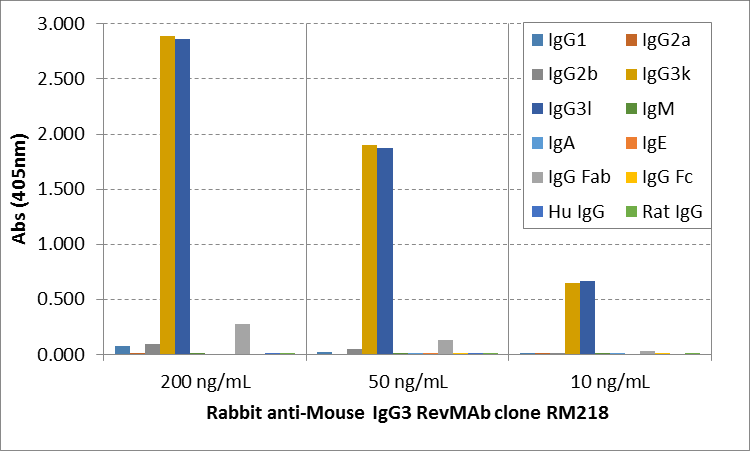 3.000
2.500
2.000
1.500
1.000
0.500
0.000
Abs (405nm)
IgG1 IgG2a
IgG2b IgG3k
IgG3l IgM
IgA IgE
IgG Fab IgG Fc
Hu IgG Rat IgG
200 ng/mL 50 ng/mL 10 ng/mL
Rabbit anti-Mouse IgG3 RevMAb clone RM218